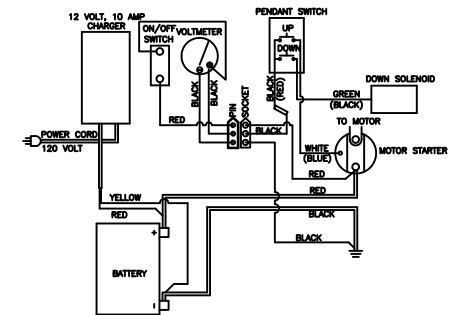 12 VOLT, 10 AMP
CHARGER
ON/OFF
SWITCH
VOLTMETER
PENDANT SWITCH
UP
DOWN
BLACK
BLACK
BLACK
(RED)
GREEN
(BLACK)
DOWN SOLENOID
PIN
SOCKET
RED
BLACK
TO MOTOR
WHITE
(BLUE)
MOTOR STARTER
POWER CORD
120 VOLT
RED
RED
YELLOW
RED
BLACK
BLACK
+
BATTERY
-